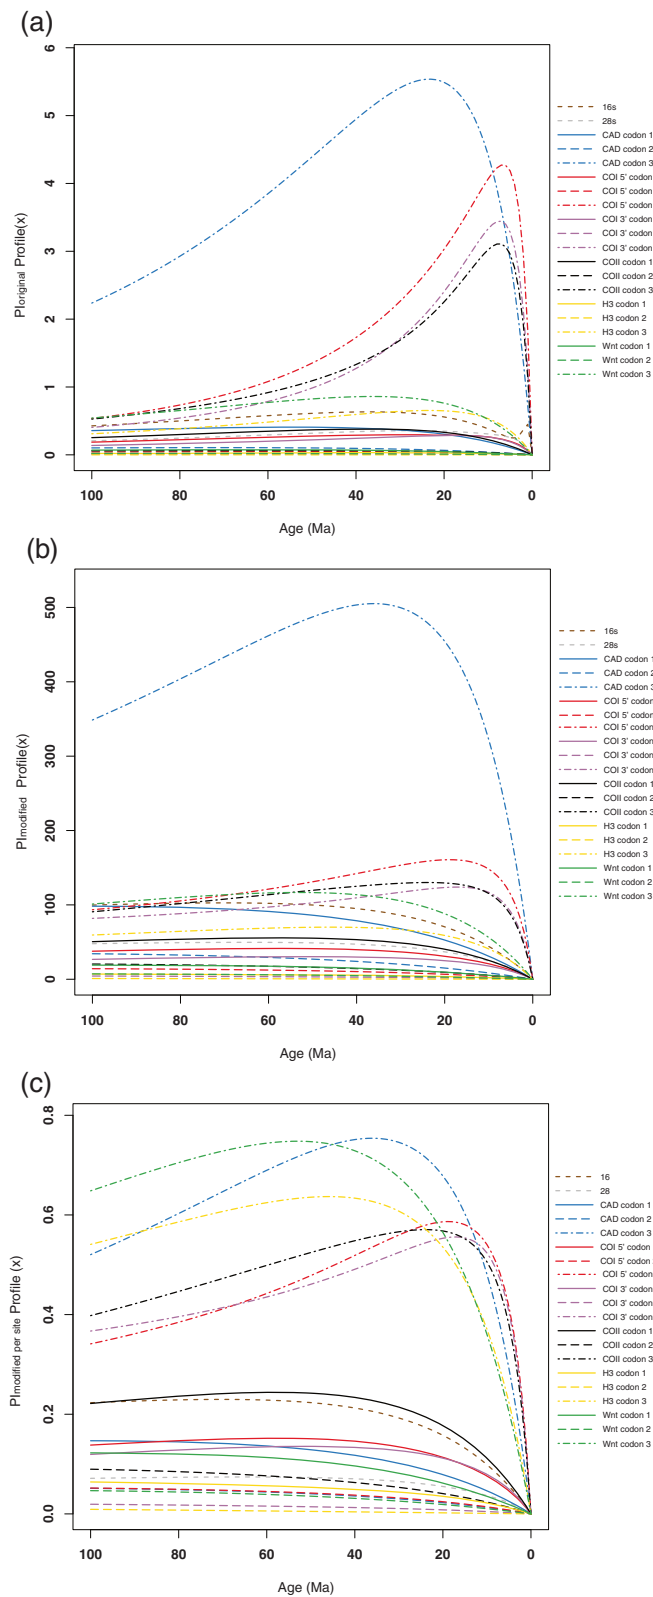 (a)
PIoriginal Profile(x)
6
5
4
3
2
1
0
100 80 60 40 20 0
Age (Ma)
16s
28s
CAD codon 1
CAD codon 2
CAD codon 3
COI 5' codon
COI 5' codon
COI 5' codon
COI 3' codon
COI 3' codon
COI 3' codon
COII codon 1
COII codon 2
COII codon 3
H3 codon 1
H3 codon 2
H3 codon 3
Wnt codon 1
Wnt codon 2
Wnt codon 3
(b)
PImodified Profile(x)
500
400
300
200
100
0
100 80 60 40 20 0
Age (Ma)
16s
28s
CAD codon 1
CAD codon 2
CAD codon 3
COI 5' codon
COI 5' codon
COI 5' codon
COI 3' codon
COI 3' codon
COI 3' codon
COII codon 1
COII codon 2
COII codon 3
H3 codon 1
H3 codon 2
H3 codon 3
Wnt codon 1
Wnt codon 2
Wnt codon 3
(c)
PImodified per site Profile (x)
0.8
0.6
0.4
0.2
0.0
100 80 60 40 20 0
Age (Ma)
16
28
CAD codon 1
CAD codon 2
CAD codon 3
COI 5' codon
COI 5' codon
COI 5' codon
COI 3' codon
COI 3' codon
COI 3' codon
COII codon 1
COII codon 2
COII codon 3
H3 codon 1
H3 codon 2
H3 codon 3
Wnt codon 1
Wnt codon 2
Wnt codon 3